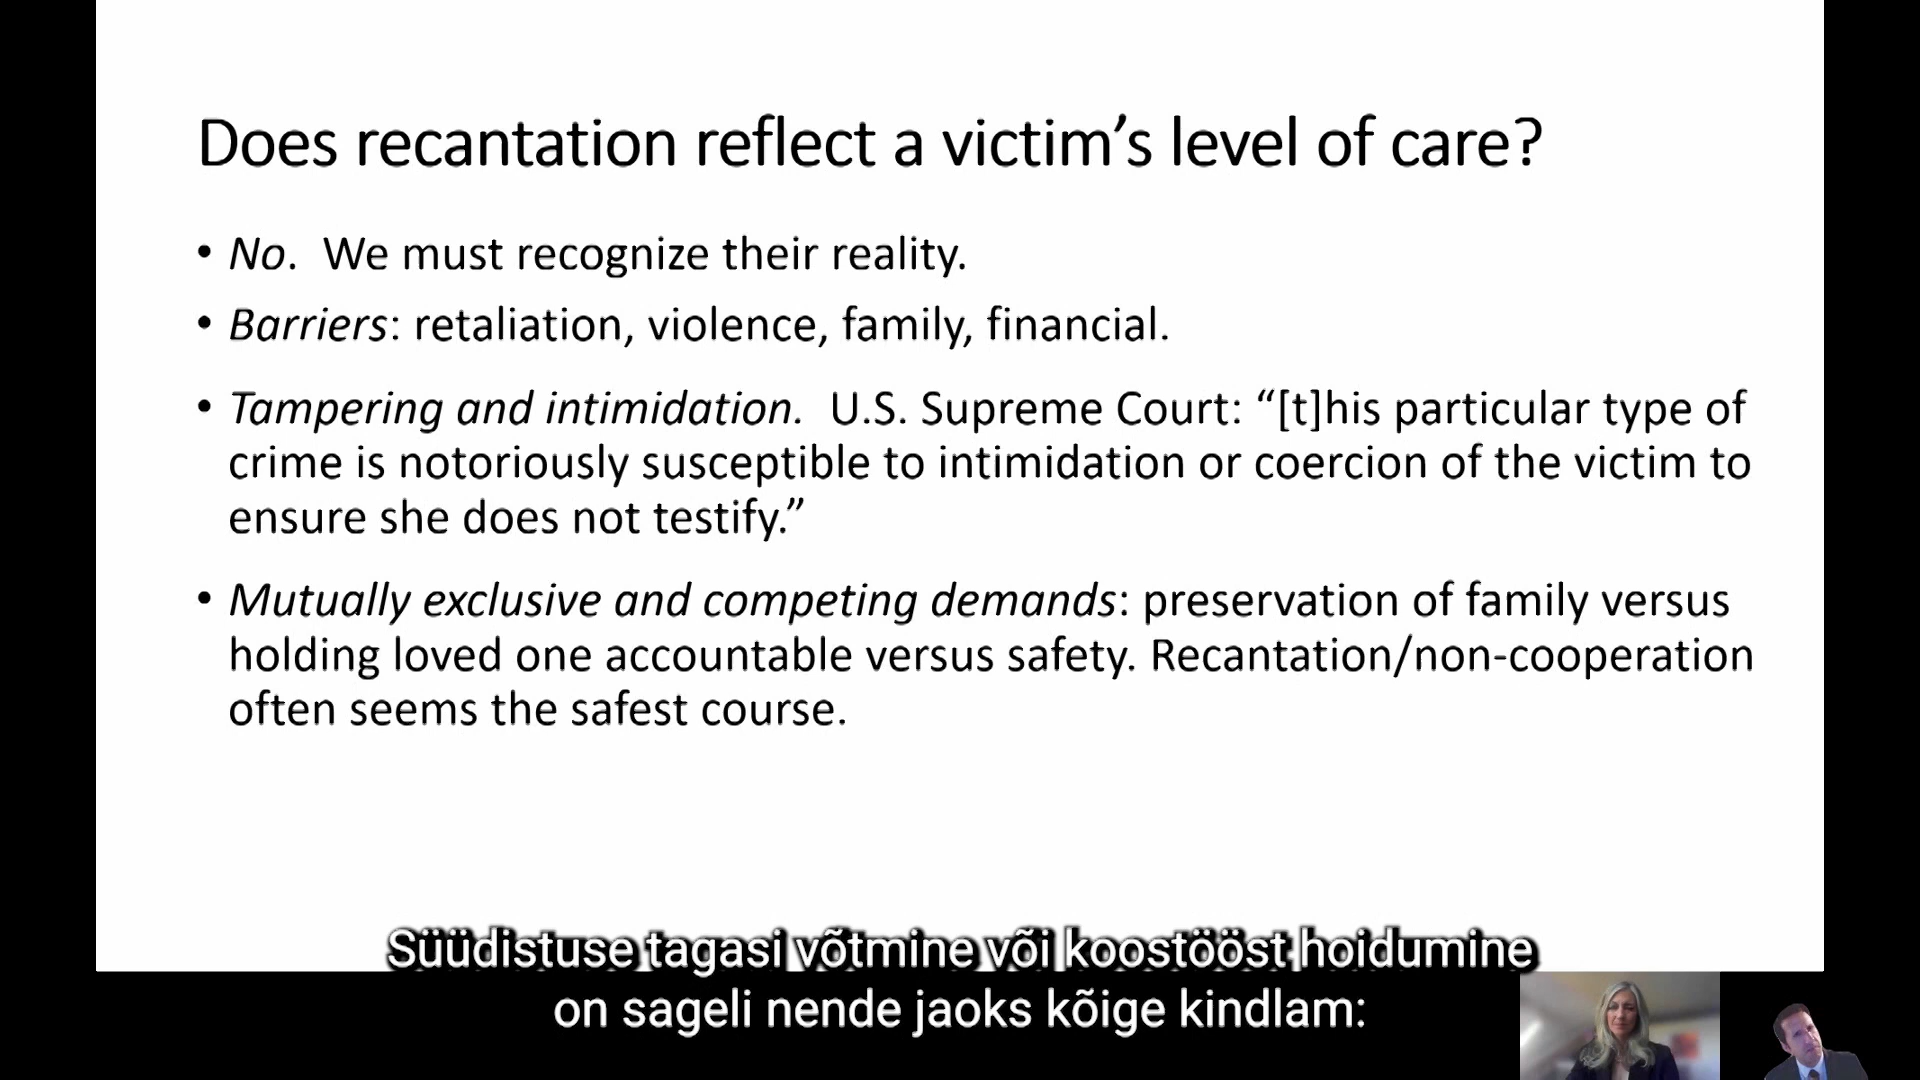 Does recantation reflect a victim’s level of care?
• No.  We must recognize their reality.
• Barriers: retaliation, violence, family, financial.
• Tampering and intimidation.  U.S. Supreme Court: “[t]his particular type of
crime is notoriously susceptible to intimidation or coercion of the victim to
ensure she does not testify.”
• Mutually exclusive and competing demands: preservation of family versus
holding loved one accountable versus safety. Recantation/non-cooperation
often seems the safest course.
Süüdistuse tagasi võtmine või koostööst hoidumine
on sageli nende jaoks kõige kindlam: